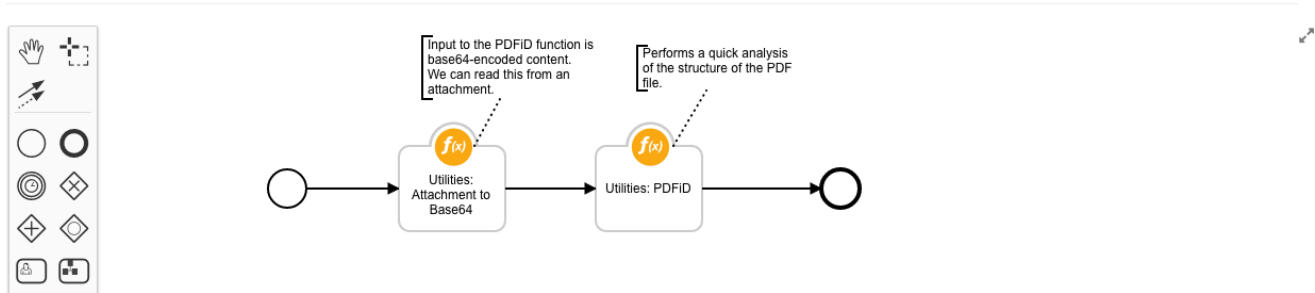 Input to the PDFiD function is
base64-encoded content.
We can read this from an
attachment.
Performs a quick analysis
of the structure of the PDF
file.
f(x)
f(x)
Utilities:
Attachment to
Base64
Utilities: PDFiD